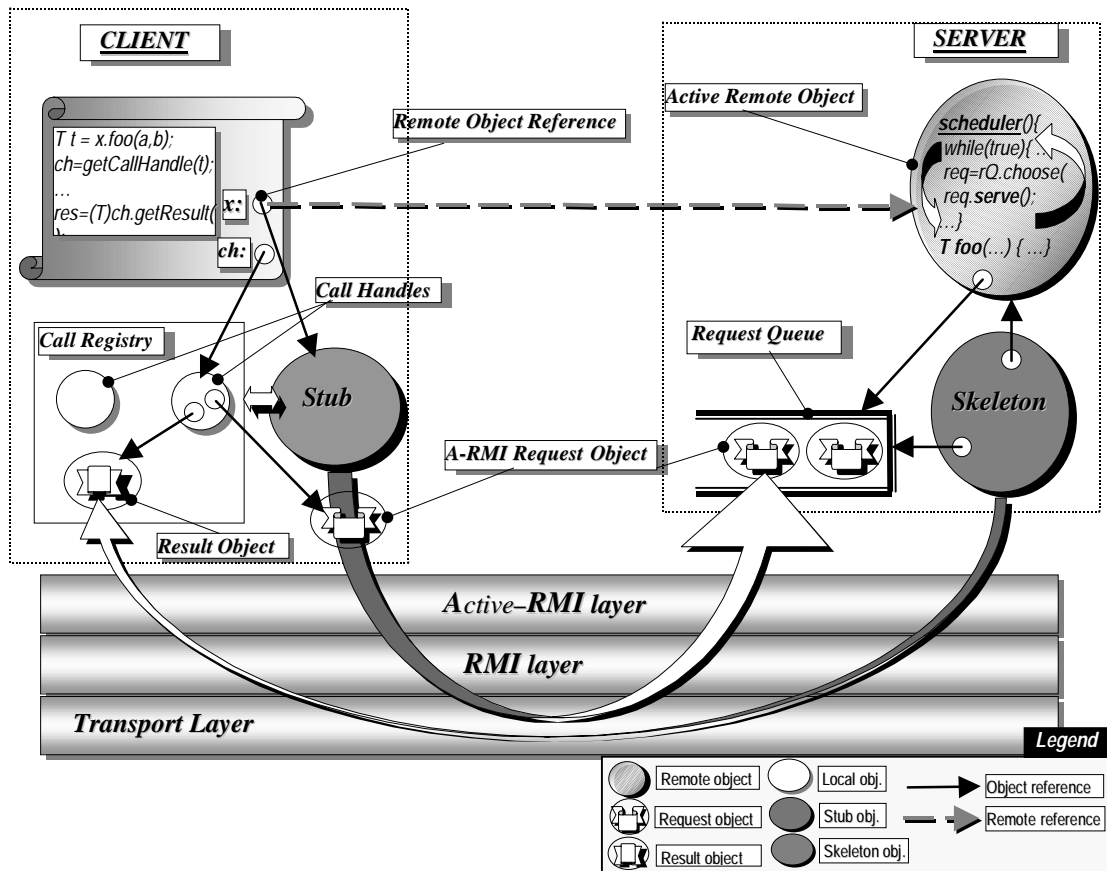 CLIENT
SERVER
Active Remote Object
Remote Object Reference
T t = x.foo(a,b);
ch=getCallHandle(t);
...
res=(T)ch.getResult(
x:
ch:
scheduler(){
while(true){ ...
req=rQ.choose(
req.serve();
...}
T foo(...) { ...}
Call Handles
Call Registry
Request Queue
Stub
Skeleton
A-RMI Request Object
Result Object
Active–RMI layer
RMI layer
Transport Layer
Legend
Remote object
Local obj.
Object reference
Request object
Stub obj.
Remote reference
Result object
Skeleton obj.